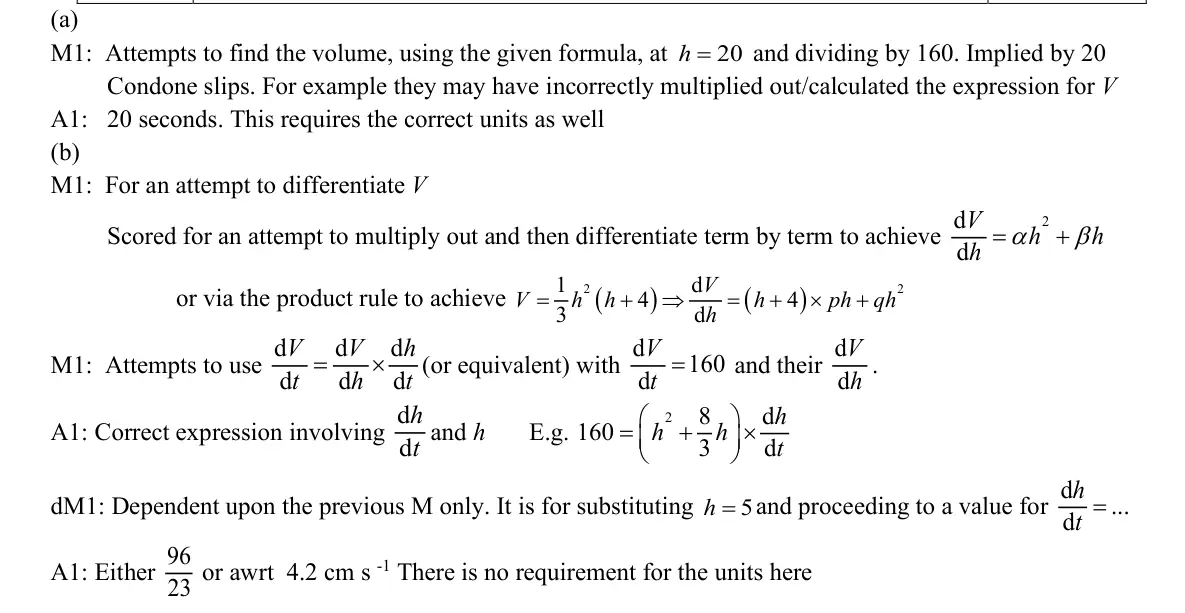 (a)
M1: Attempts to find the volume, using the given formula, at h = 20 and dividing by 160. Implied by 20
Condone slips. For example they may have incorrectly multiplied out/calculated the expression for V
A1: 20 seconds. This requires the correct units as well
(b)
M1: For an attempt to differentiate V
Scored for an attempt to multiply out and then differentiate term by term to achieve dV/dh = αh² + βh
or via the product rule to achieve V = 1/3 h² (h + 4) ⇒ dV/dh = (h + 4) × ph + qh²
M1: Attempts to use dV/dt = dV/dh × dh/dt (or equivalent) with dV/dt = 160 and their dV/dh .
A1: Correct expression involving dh/dt and h E.g. 160 = (h² + 8/3 h) × dh/dt
dM1: Dependent upon the previous M only. It is for substituting h = 5 and proceeding to a value for dh/dt = ...
A1: Either 96/23 or awrt 4.2 cm s⁻¹ There is no requirement for the units here